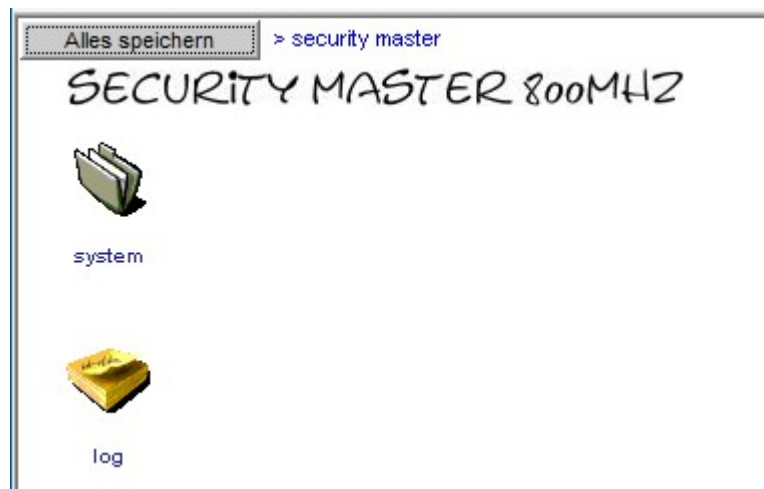 Alles speichern > security master
SECURITY MASTER 800MHZ
system
log